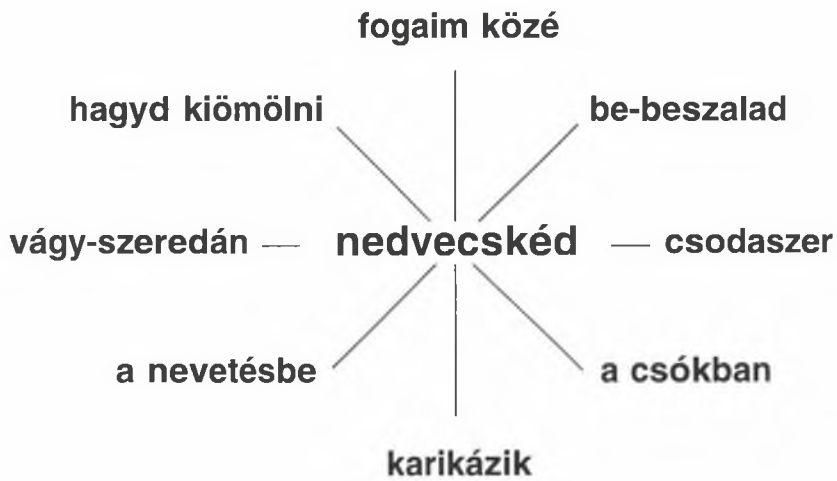 fogaim közé
hagyd kiömölni
be-beszalad
vágy-szeredán — nedvecskéd — csodaszer
a nevetésbe
a csókban
karikázik